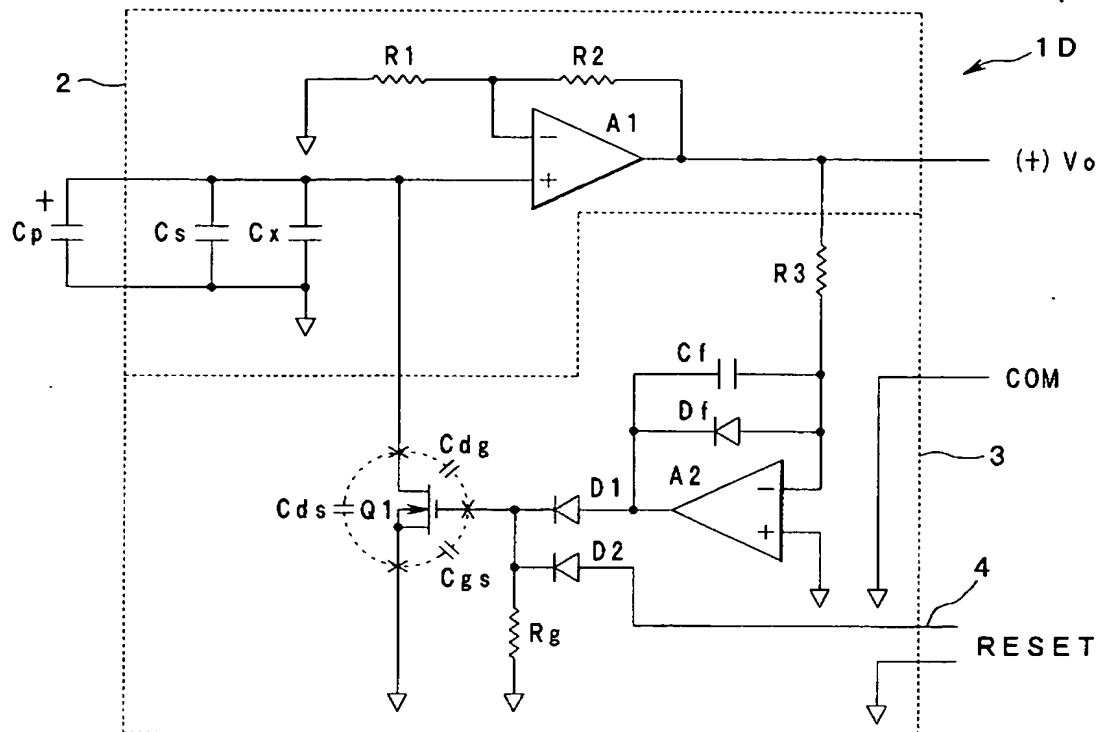 1D
2
R1
R2
A1
−
+
(+) Vo
+
Cp
Cs
Cx
R3
Cf
COM
Df
3
Cdg
A2
−
D1
Cds
Q1
+
D2
Cgs
4
Rg
RESET